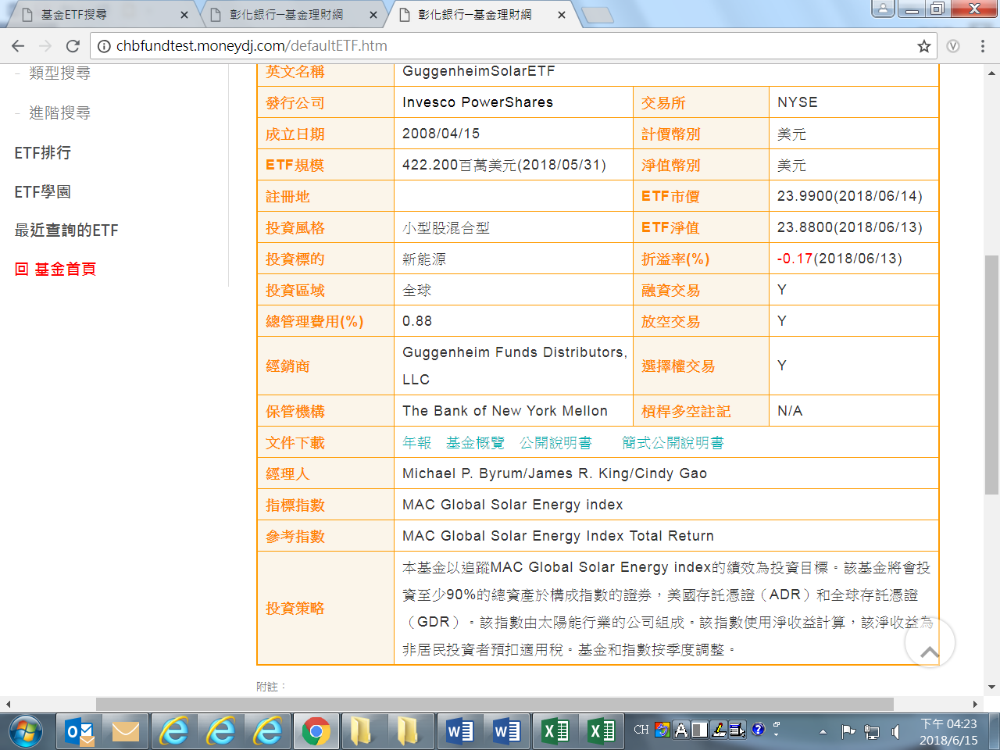 基金ETF搜尋
彰化銀行─基金理財網
彰化銀行─基金理財網
chbfundtest.moneydj.com/defaultETF.htm
- 類型搜尋
- 進階搜尋
ETF排行
ETF學園
最近查詢的ETF
回 基金首頁
英文名稱 GuggenheimSolarETF
發行公司 Invesco PowerShares 交易所 NYSE
成立日期 2008/04/15 計價幣別 美元
ETF規模 422.200百萬美元(2018/05/31) 淨值幣別 美元
註冊地 ETF市價 23.9900(2018/06/14)
投資風格 小型股混合型 ETF淨值 23.8800(2018/06/13)
投資標的 新能源 折溢率(%) -0.17(2018/06/13)
投資區域 全球 融資交易 Y
總管理費用(%) 0.88 放空交易 Y
經銷商 Guggenheim Funds Distributors, 選擇權交易 Y
LLC
保管機構 The Bank of New York Mellon 槓桿多空註記 N/A
文件下載 年報 基金概覽 公開說明書 簡式公開說明書
經理人 Michael P. Byrum/James R. King/Cindy Gao
指標指數 MAC Global Solar Energy index
參考指數 MAC Global Solar Energy Index Total Return
投資策略 本基金以追蹤MAC Global Solar Energy index的績效為投資目標。該基金將會投
資至少90%的總資產於構成指數的證券，美國存託憑證（ADR）和全球存託憑證
（GDR）。該指數由太陽能行業的公司組成。該指數使用淨收益計算，該淨收益為
非居民投資者預扣適用稅。基金和指數按季度調整。
附註：
CH
下午 04:23
2018/6/15